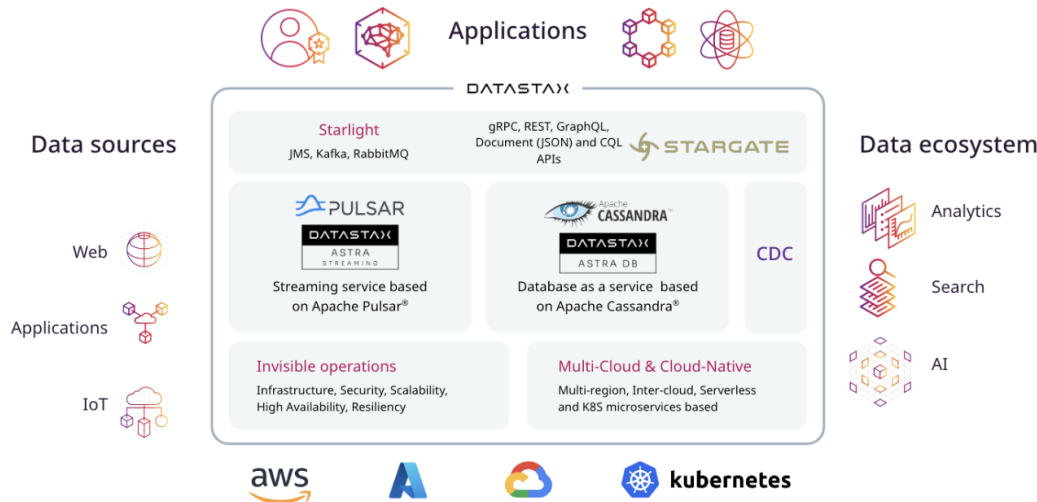 Applications
DATASTAX
Data sources
Starlight
JMS, Kafka, RabbitMQ
gRPC, REST, GraphQL,
Document (JSON) and CQL
APIs
STARGATE
Data ecosystem
Web
Applications
IoT
PULSAR
DATASTAX
ASTRA
STREAMING
Streaming service based
on Apache Pulsar®
Apache
CASSANDRA™
DATASTAX
ASTRA DB
Database as a service based
on Apache Cassandra®
CDC
Analytics
Search
AI
Invisible operations
Infrastructure, Security, Scalability,
High Availability, Resiliency
Multi-Cloud & Cloud-Native
Multi-region, Inter-cloud, Serverless
and K8S microservices based
aws
kubernetes